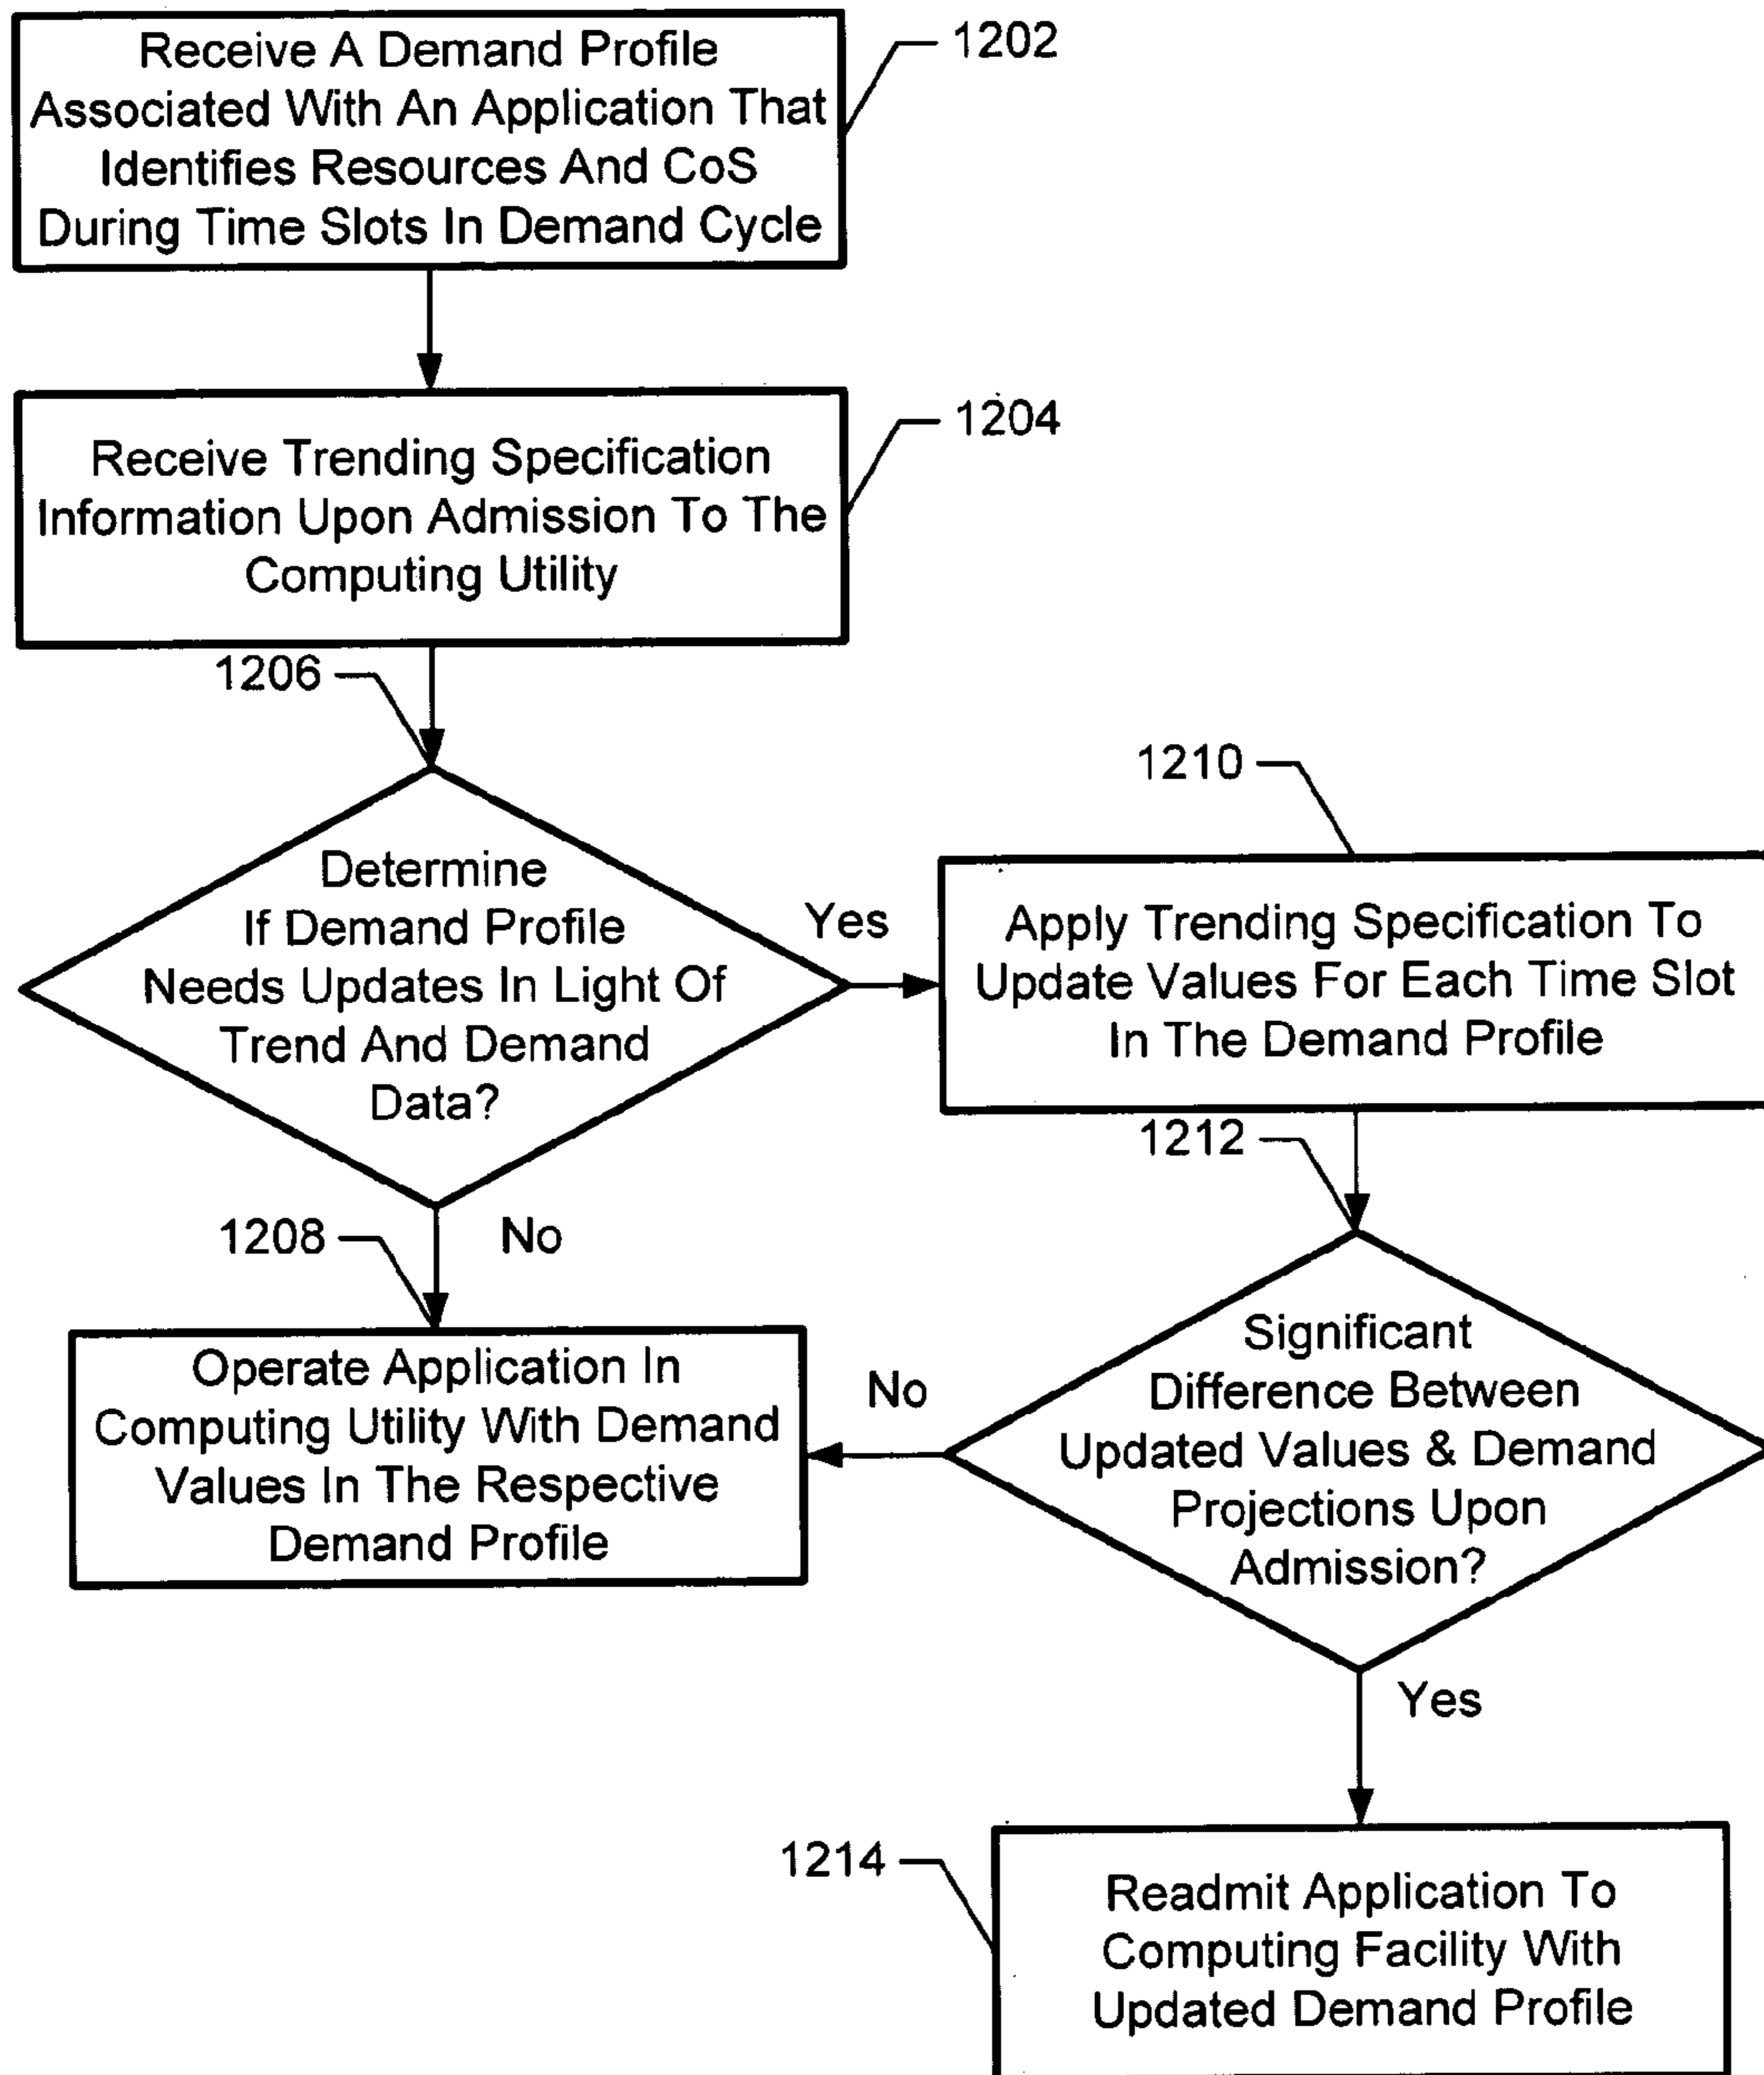 Receive A Demand Profile
Associated With An Application That
Identifies Resources And CoS
During Time Slots In Demand Cycle
1202
Receive Trending Specification
Information Upon Admission To The
Computing Utility
1204
1206
Determine
If Demand Profile
Needs Updates In Light Of
Trend And Demand
Data?
Yes
1210
Apply Trending Specification To
Update Values For Each Time Slot
In The Demand Profile
1208
No
Operate Application In
Computing Utility With Demand
Values In The Respective
Demand Profile
1212
Significant
Difference Between
Updated Values & Demand
Projections Upon
Admission?
No
Yes
1214
Readmit Application To
Computing Facility With
Updated Demand Profile